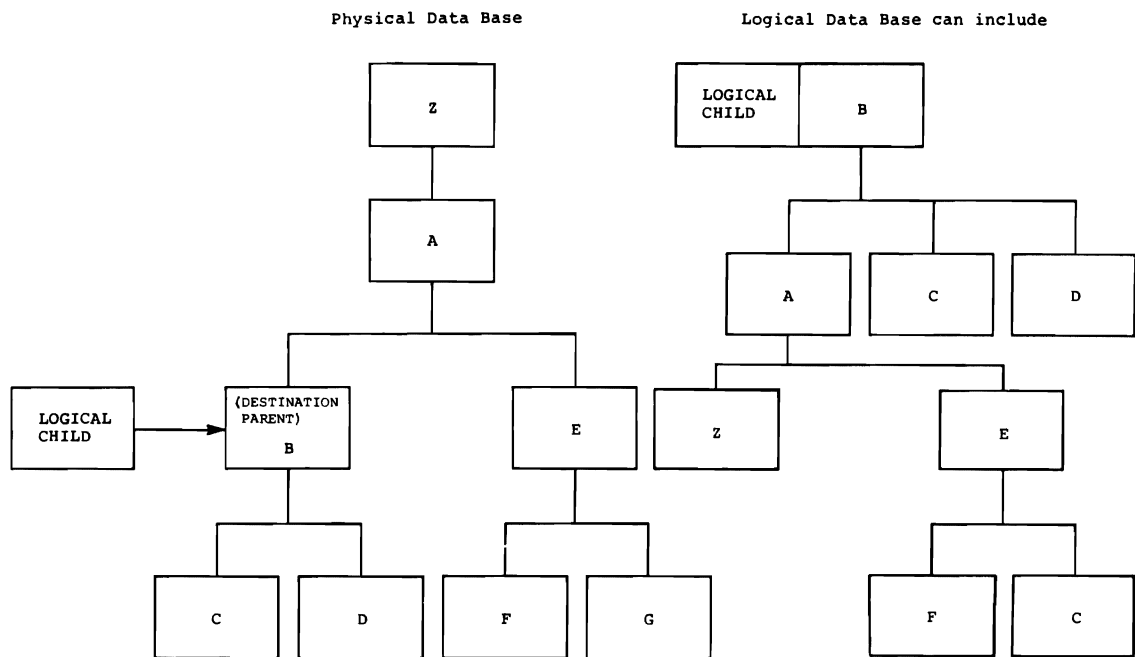 Physical Data Base
Logical Data Base can include
Z
LOGICAL
CHILD
B
A
A
C
D
LOGICAL
CHILD
(DESTINATION
PARENT)
B
E
Z
E
C
D
F
G
F
C